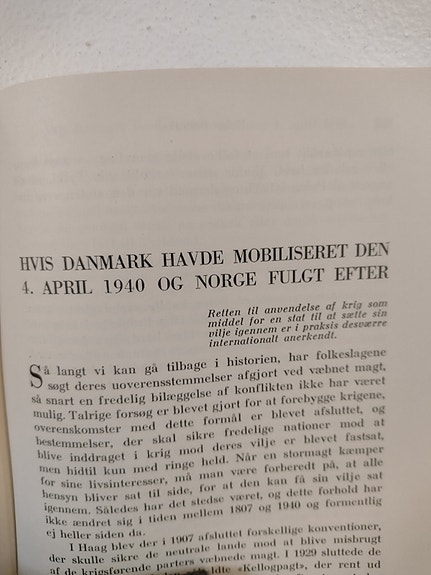 HVIS DANMARK HAVDE MOBILISERET DEN
4. APRIL 1940 OG NORGE FULGT EFTER
Retten til anvendelse af krig som
middel for en stat til at sætte sin
vilje igennem er i praksis desværre
internationalt anerkendt.
Så langt vi kan gå tilbage i historien, har folkeslagene
søgt deres uoverensstemmelser afgjort ved væbnet magt,
så snart en fredelig bilæggelse af konflikten ikke har været
mulig. Talrige forsøg er blevet gjort for at forebygge krigene,
overenskomster med dette formål er blevet afsluttet, og
bestemmelser, der skal sikre fredelige nationer mod at
blive inddraget i krig mod deres vilje er blevet fastsat,
men hidtil kun med ringe held. Når en stormagt kæmper
for sine livsinteresser, må man være forberedt på, at alle
hensyn bliver sat til side, for at den kan få sin vilje sat
igennem. Således har det stedse været, og dette forhold har
ikke ændret sig i tiden mellem 1807 og 1940 og formentlig
ej heller siden da.
I Haag blev der i 1907 afsluttet forskellige konventioner,
der skulle sikre de neutrale lande mod at blive misbrugt
af de krigsførende parters væbnede magt. I 1929 sluttede de
ldte «Kellogpagt», der rent ud